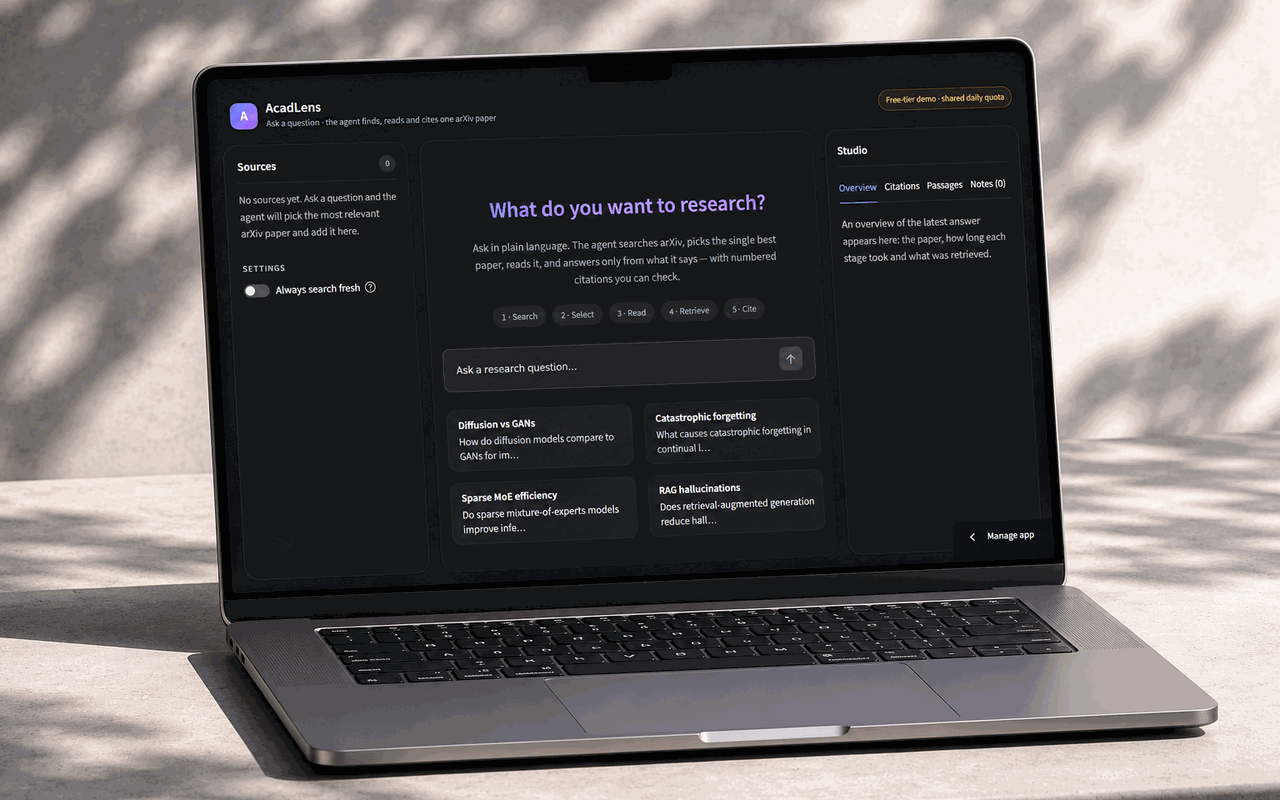 A
AcadLens
Ask a question · the agent finds, reads and cites one arXiv paper
Free-tier demo · shared daily quota
Sources
0
No sources yet. Ask a question and the
agent will pick the most relevant
arXiv paper and add it here.
SETTINGS
Always search fresh ?
What do you want to research?
Ask in plain language. The agent searches arXiv, picks the single best
paper, reads it, and answers only from what it says — with numbered
citations you can check.
1 · Search
2 · Select
3 · Read
4 · Retrieve
5 · Cite
Ask a research question...
Diffusion vs GANs
How do diffusion models compare to
GANs for im...
Catastrophic forgetting
What causes catastrophic forgetting in
continual l...
Sparse MoE efficiency
Do sparse mixture-of-experts models
improve infe...
RAG hallucinations
Does retrieval-augmented generation
reduce hall...
Studio
Overview Citations Passages Notes (0)
An overview of the latest answer
appears here: the paper, how long each
stage took and what was retrieved.
Manage app